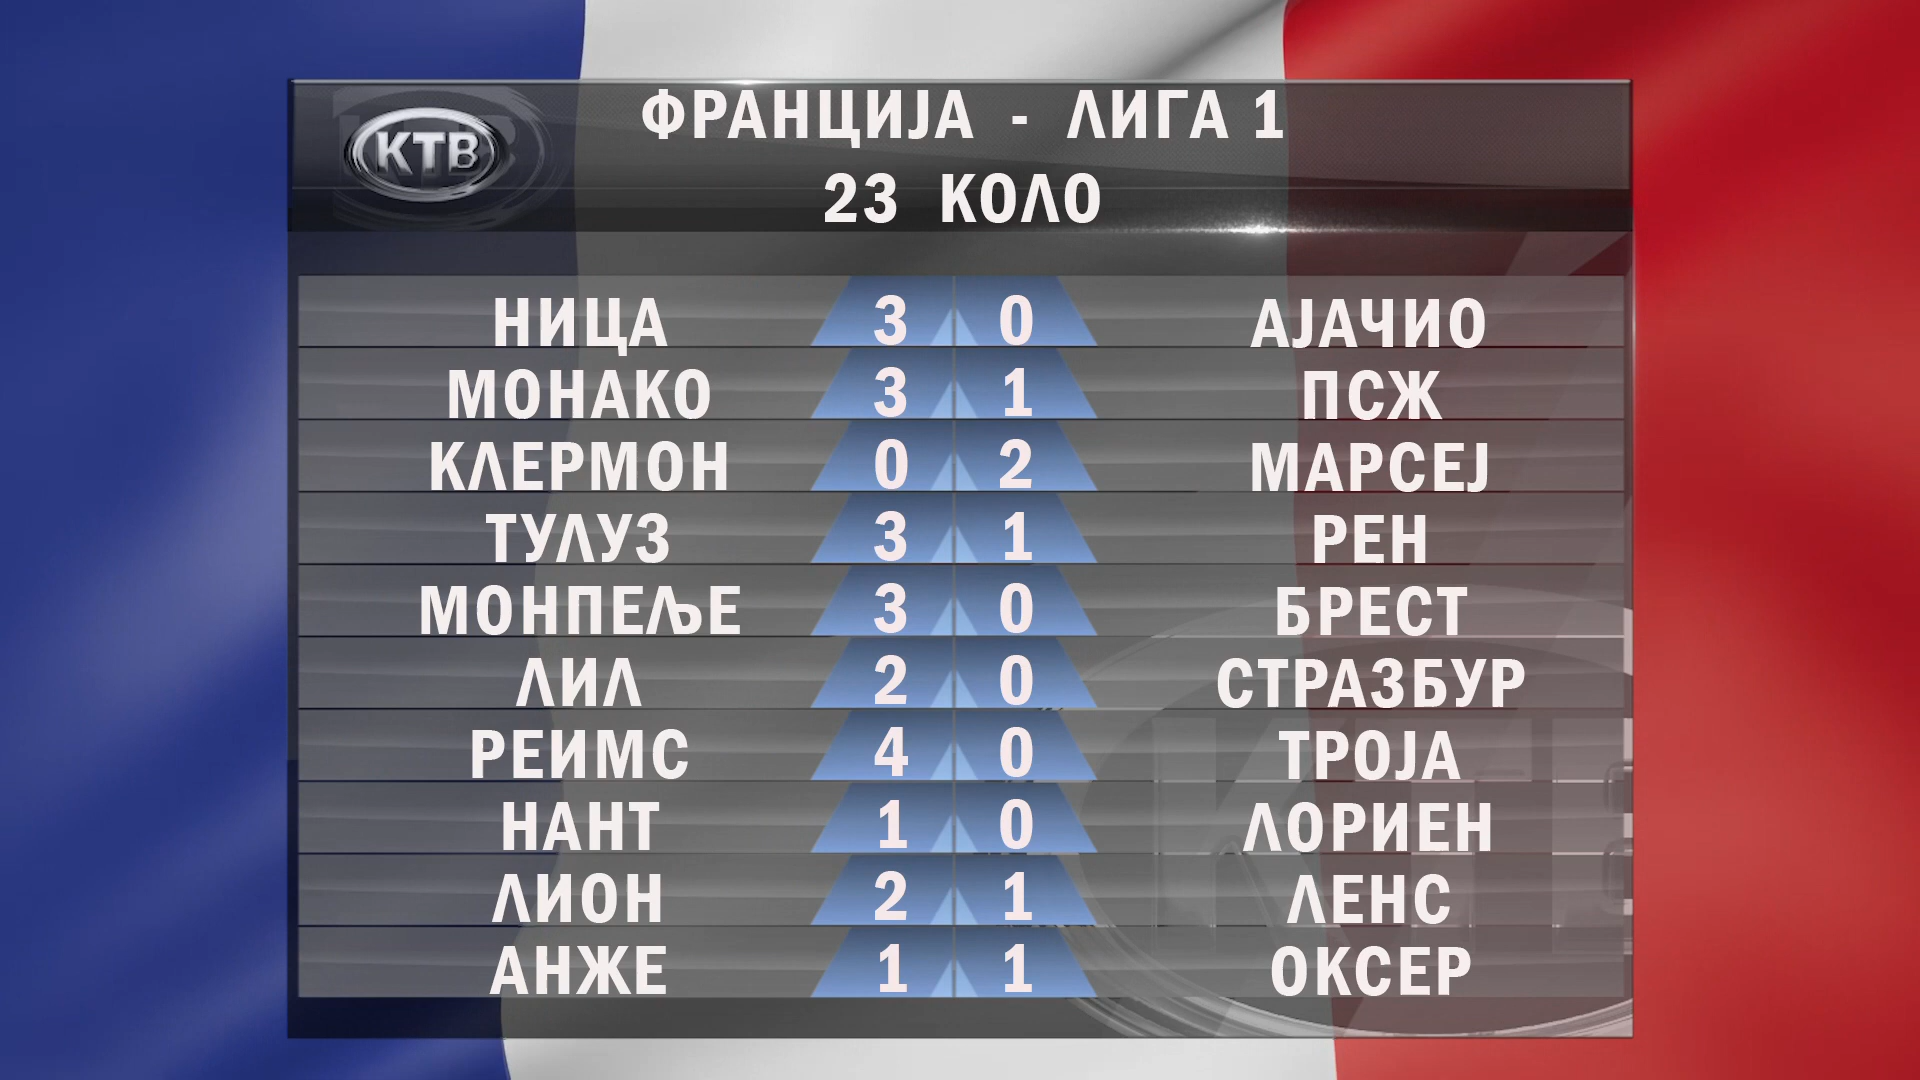 КТВ
ФРАНЦИЈА - ЛИГА 1
23 КОЛО
НИЦА 3 0 АЈАЧИО
МОНАКО 3 1 ПСЖ
КЛЕРМОН 0 2 МАРСЕЈ
ТУЛУЗ 3 1 РЕН
МОНПЕЉЕ 3 0 БРЕСТ
ЛИЛ 2 0 СТРАЗБУР
РЕИМС 4 0 ТРОЈА
НАНТ 1 0 ЛОРИЕН
ЛИОН 2 1 ЛЕНС
АНЖЕ 1 1 ОКСЕР